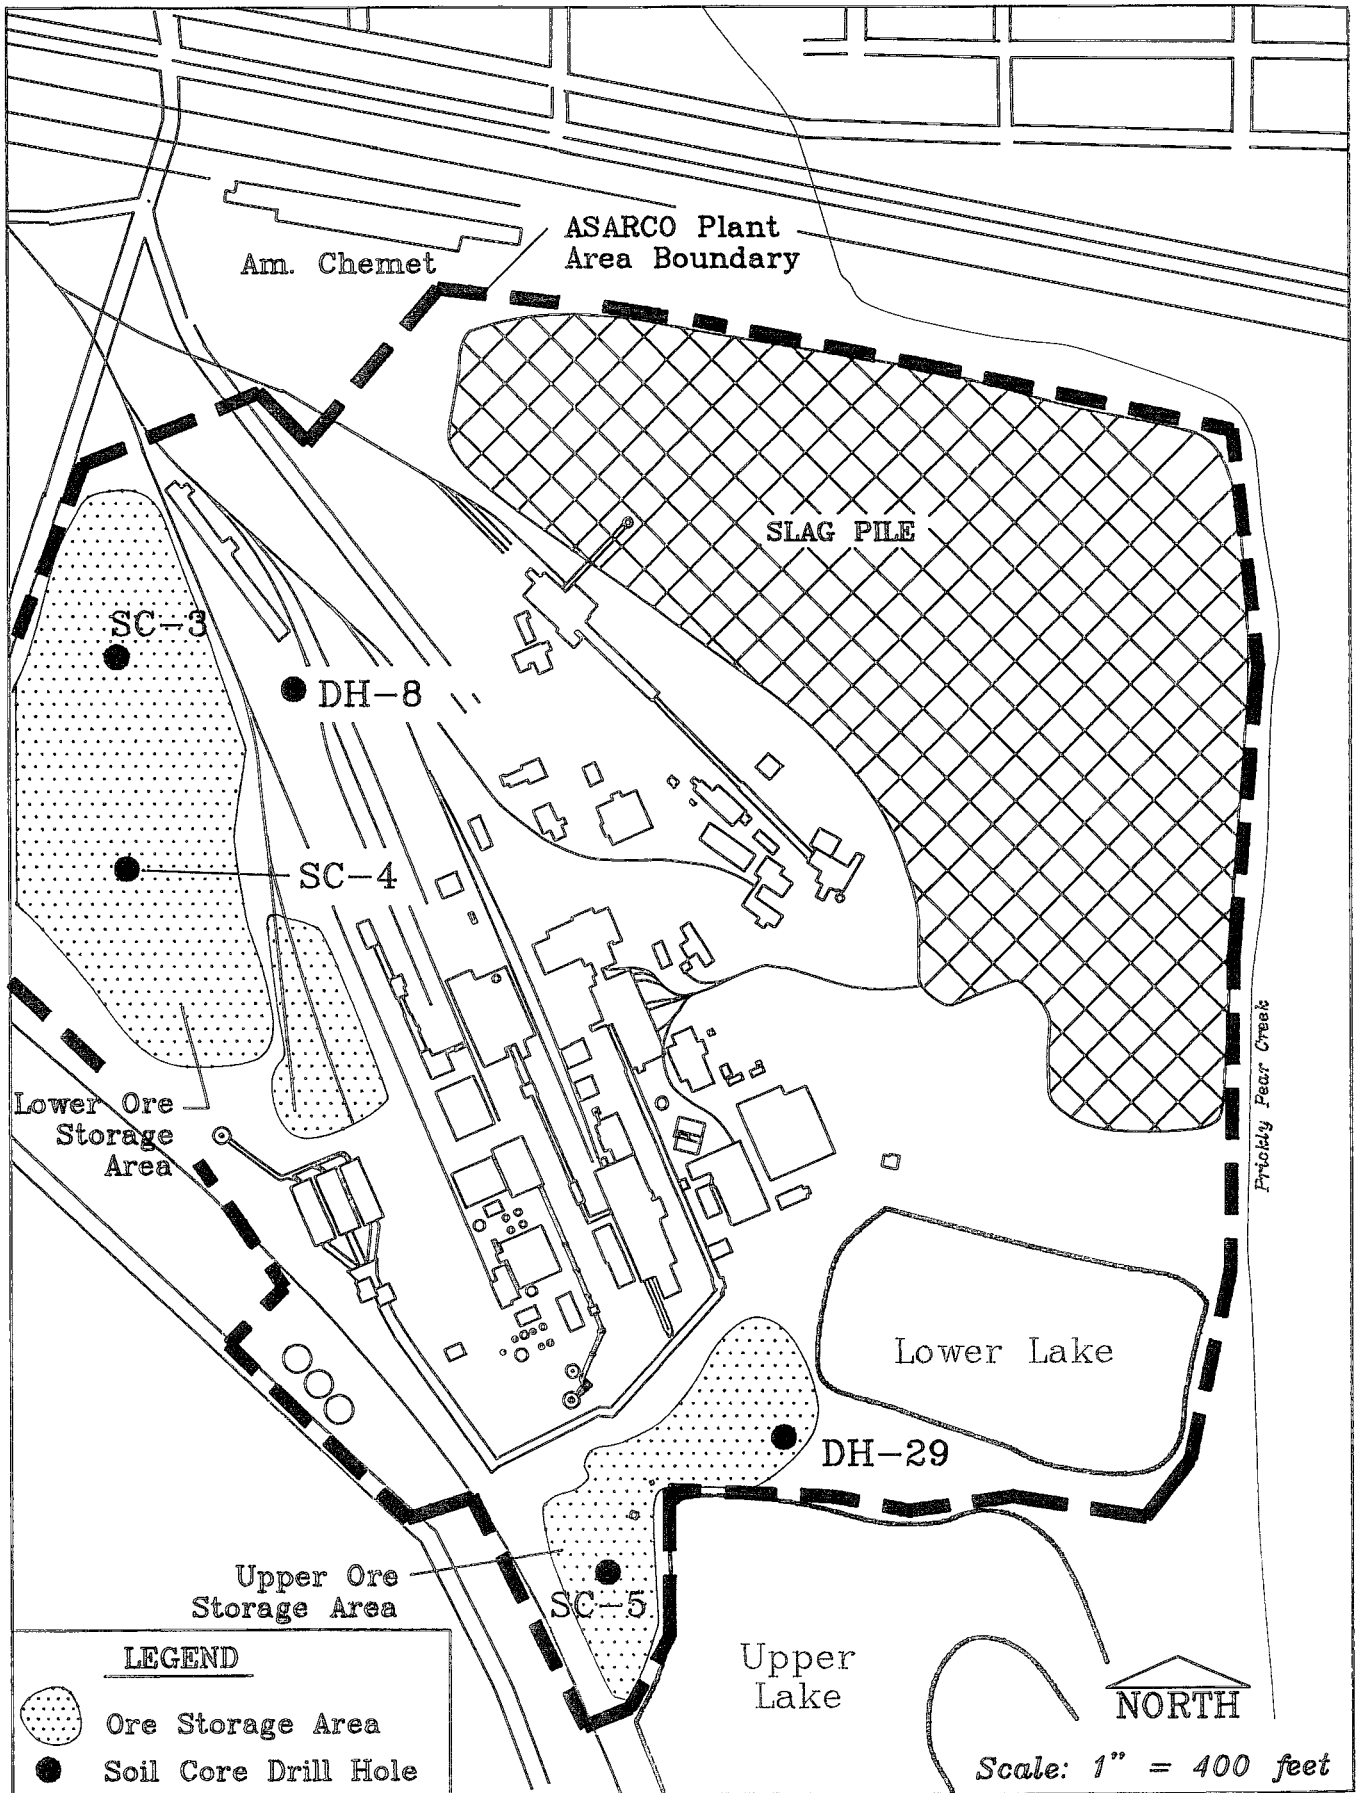 ASARCO Plant
Area Boundary
Am. Chemet
SLAG PILE
SC-3
DH-8
SC-4
Prickly Pear Creek
Lower Ore
Storage
Area
Lower Lake
DH-29
Upper Ore
Storage Area
SC-5
Upper
Lake
LEGEND
Ore Storage Area
Soil Core Drill Hole
NORTH
Scale: 1" = 400 feet